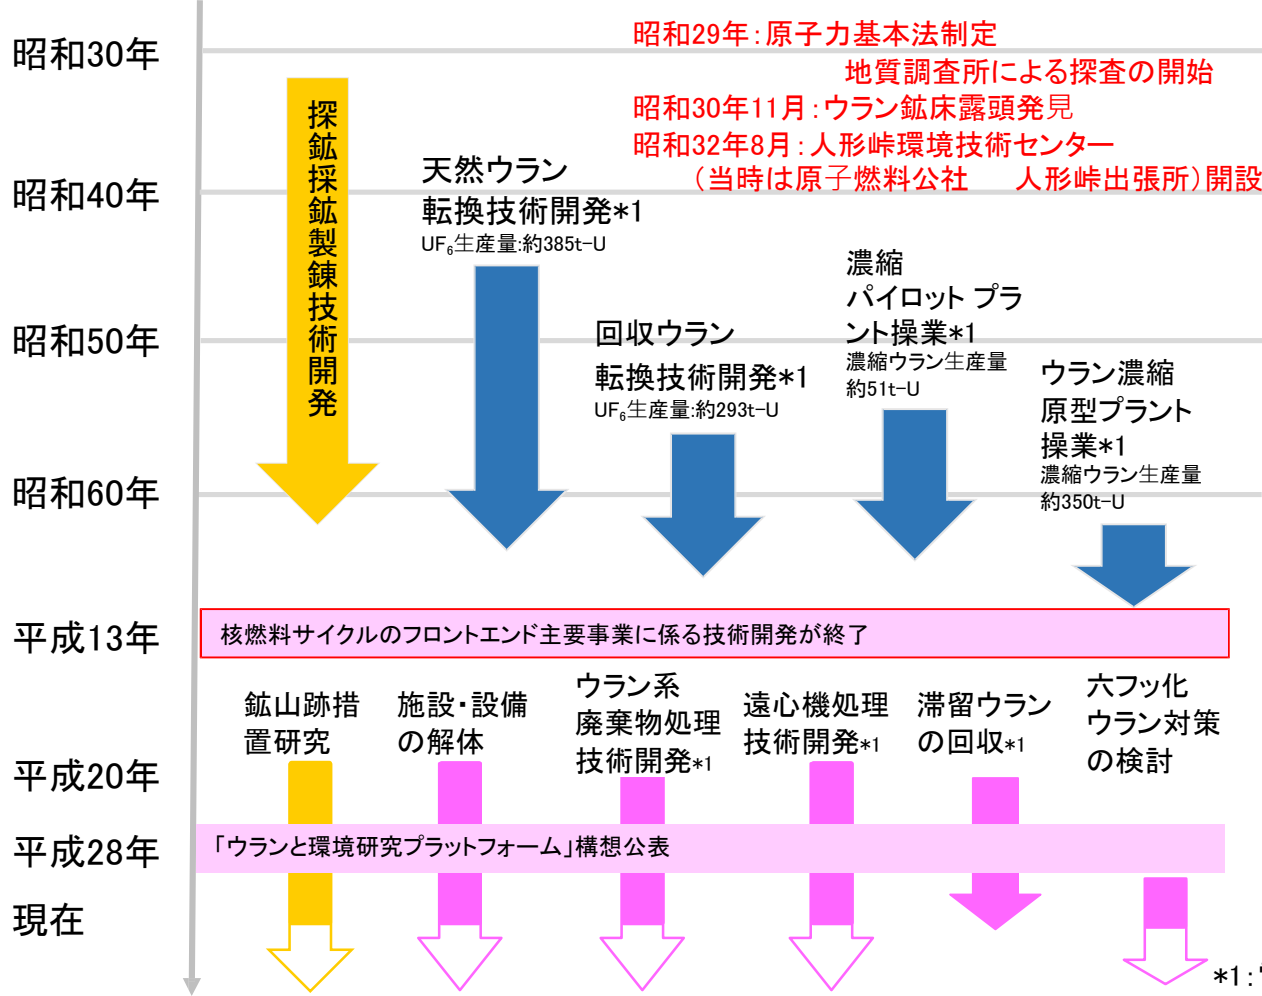 昭和30年
昭和40年
昭和50年
昭和60年
平成13年
平成20年
平成28年
現在
昭和29年：原子力基本法制定
地質調査所による探査の開始
昭和30年11月：ウラン鉱床露頭発見
昭和32年8月：人形峠環境技術センター
（当時は原子燃料公社　人形峠出張所）開設
探鉱採鉱製錬技術開発
天然ウラン
転換技術開発*1
UF₆生産量:約385t-U
回収ウラン
転換技術開発*1
UF₆生産量:約293t-U
濃縮
パイロット プラ
ント操業*1
濃縮ウラン生産量
約51t-U
ウラン濃縮
原型プラント
操業*1
濃縮ウラン生産量
約350t-U
核燃料サイクルのフロントエンド主要事業に係る技術開発が終了
鉱山跡措
置研究
施設・設備
の解体
ウラン系
廃棄物処理
技術開発*1
遠心機処理
技術開発*1
滞留ウラン
の回収*1
六フッ化
ウラン対策
の検討
「ウランと環境研究プラットフォーム」構想公表
*1：